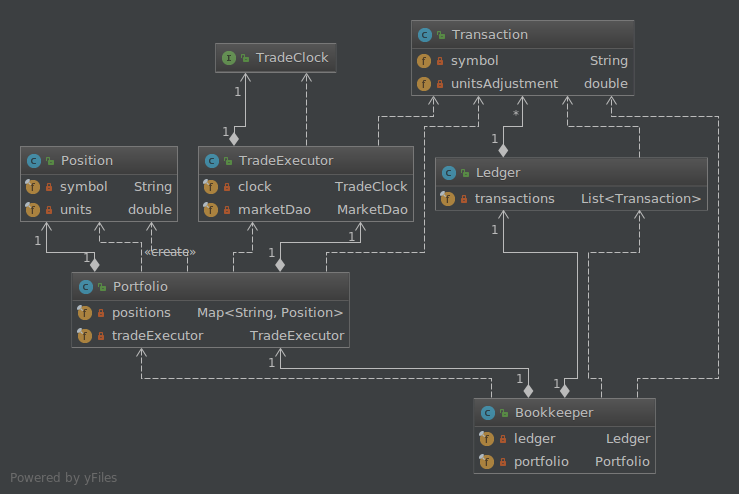 C Transaction
f symbol String
f unitsAdjustment double
I TradeClock
1
*
1
1
C Position
f symbol String
f units double
C TradeExecutor
f clock TradeClock
f marketDao MarketDao
C Ledger
f transactions List<Transaction>
1
1
1
1
1
«create»
C Portfolio
f positions Map<String, Position>
f tradeExecutor TradeExecutor
1
1
1
C Bookkeeper
f ledger Ledger
f portfolio Portfolio
Powered by yFiles